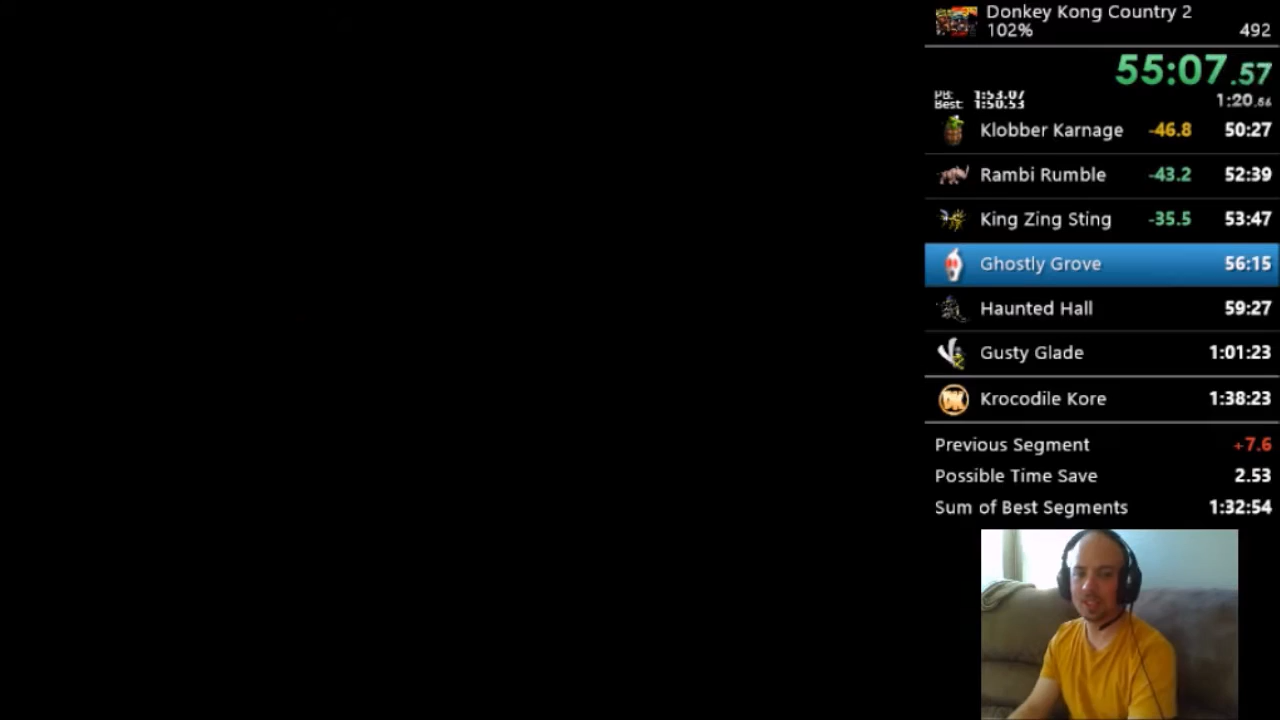 Donkey Kong Country 2
102% 492
55:07.57
PB: 1:53.07
Best: 1:50.53
1:20.56
Klobber Karnage -46.8 50:27
Rambi Rumble -43.2 52:39
King Zing Sting -35.5 53:47
Ghostly Grove 56:15
Haunted Hall 59:27
Gusty Glade 1:01:23
Krocodile Kore 1:38:23
Previous Segment +7.6
Possible Time Save 2.53
Sum of Best Segments 1:32:54